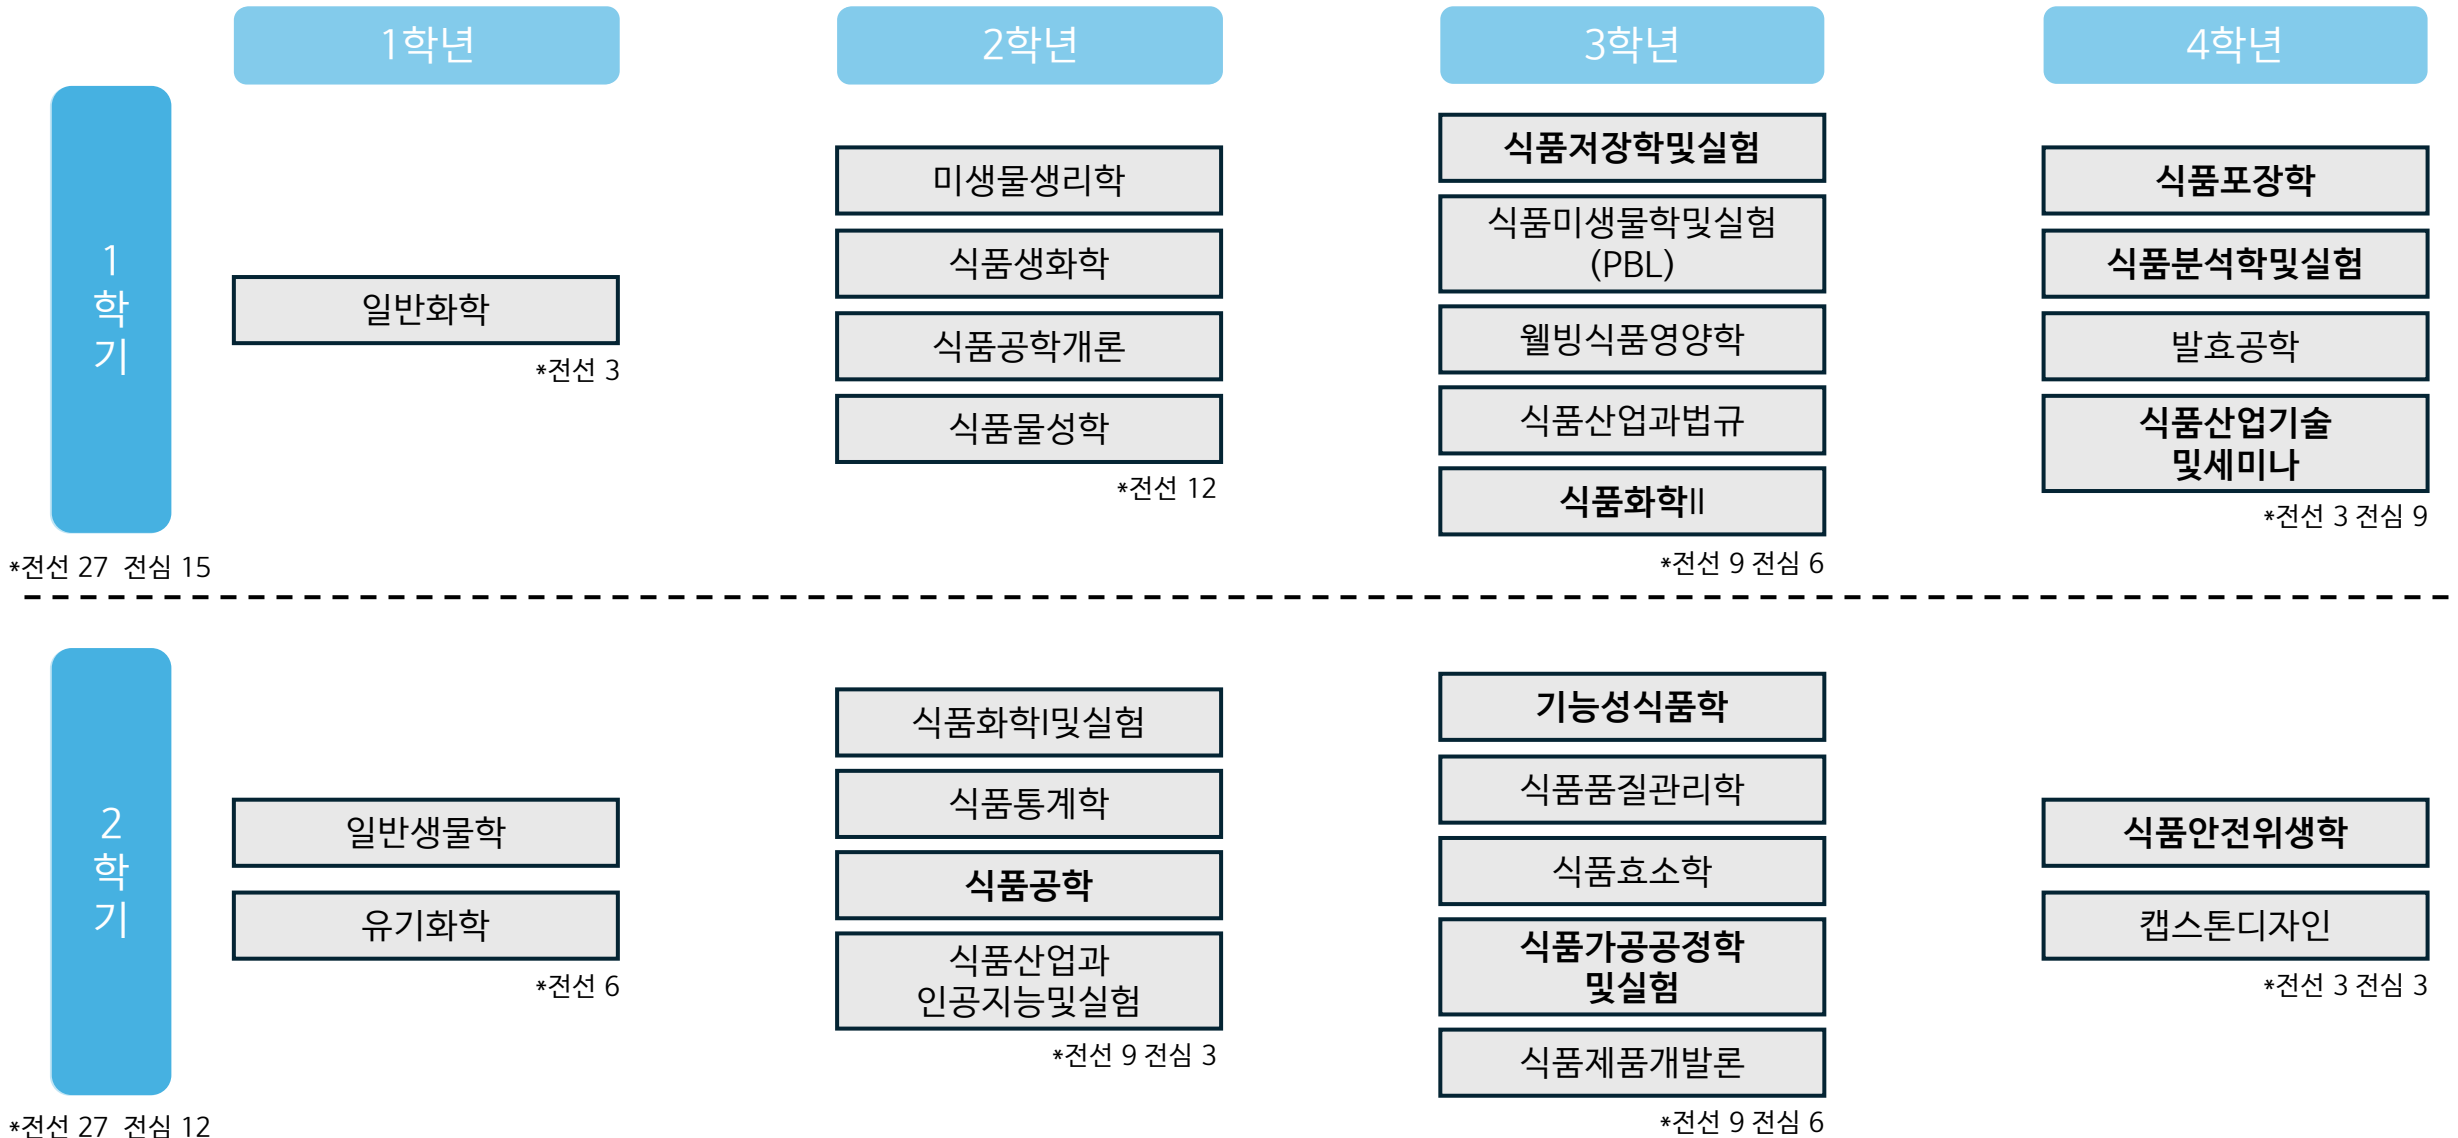 1학년
2학년
3학년
4학년
1
학
기
일반화학
*전선 3
미생물생리학
식품생화학
식품공학개론
식품물성학
*전선 12
식품저장학및실험
식품미생물학및실험
(PBL)
웰빙식품영양학
식품산업과법규
식품화학II
*전선 9 전심 6
식품포장학
식품분석학및실험
발효공학
식품산업기술
및세미나
*전선 3 전심 9
*전선 27 전심 15
2
학
기
일반생물학
유기화학
*전선 6
식품화학I및실험
식품통계학
식품공학
식품산업과
인공지능및실험
*전선 9 전심 3
기능성식품학
식품품질관리학
식품효소학
식품가공공정학
및실험
식품제품개발론
*전선 9 전심 6
식품안전위생학
캡스톤디자인
*전선 3 전심 3
*전선 27 전심 12